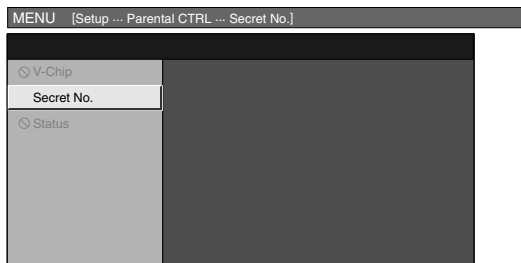 MENU [Setup ··· Parental CTRL ··· Secret No.]
V-Chip
Secret No.
Status